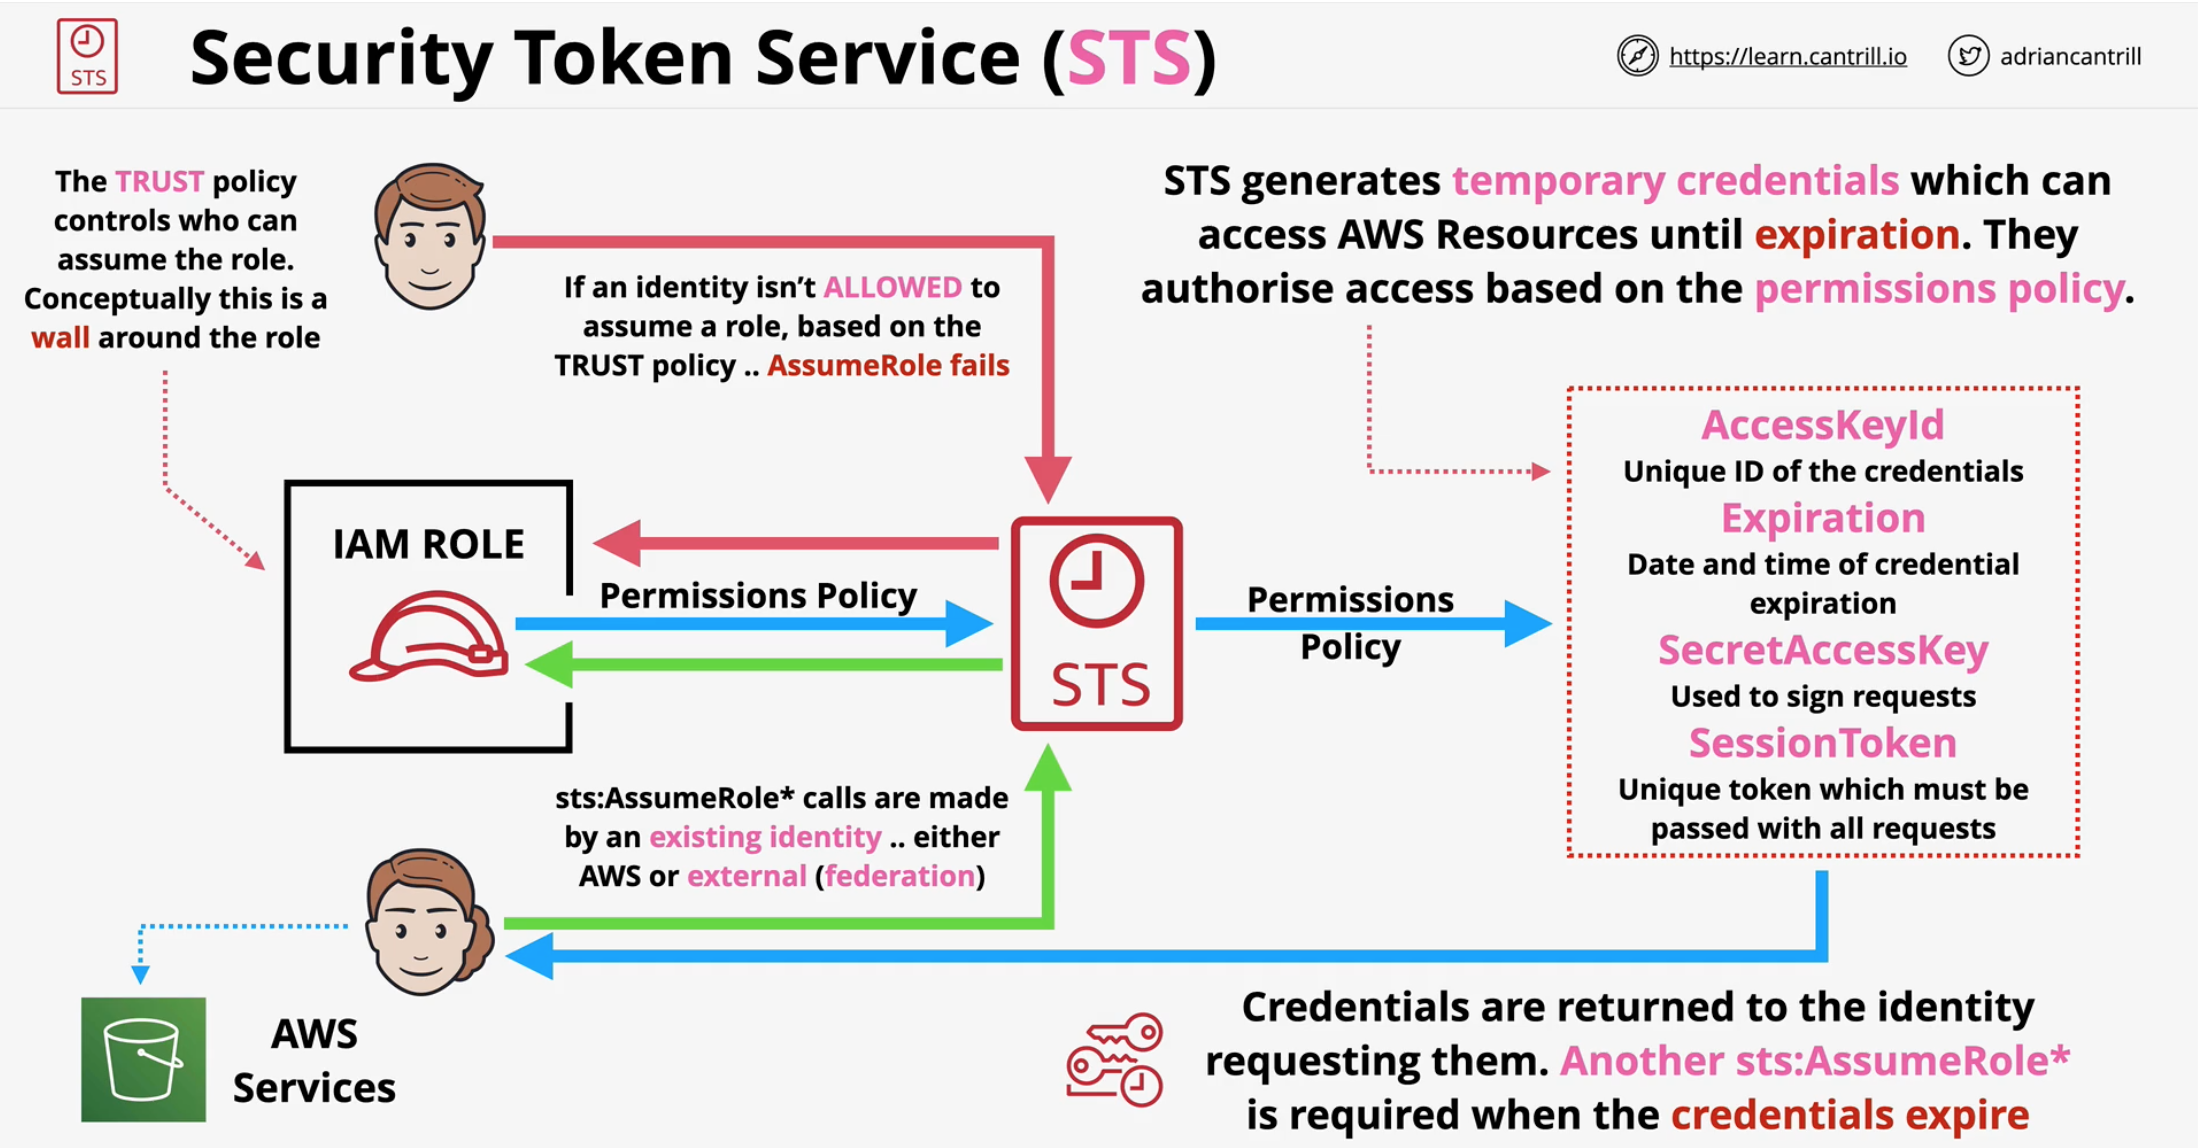 STS
Security Token Service (STS)
https://learn.cantrill.io
adriancantrill
The TRUST policy
controls who can
assume the role.
Conceptually this is a
wall around the role
If an identity isn't ALLOWED to
assume a role, based on the
TRUST policy .. AssumeRole fails
STS generates temporary credentials which can
access AWS Resources until expiration. They
authorise access based on the permissions policy.
IAM ROLE
Permissions Policy
STS
Permissions
Policy
AccessKeyId
Unique ID of the credentials
Expiration
Date and time of credential
expiration
SecretAccessKey
Used to sign requests
SessionToken
Unique token which must be
passed with all requests
sts:AssumeRole* calls are made
by an existing identity .. either
AWS or external (federation)
AWS
Services
Credentials are returned to the identity
requesting them. Another sts:AssumeRole*
is required when the credentials expire